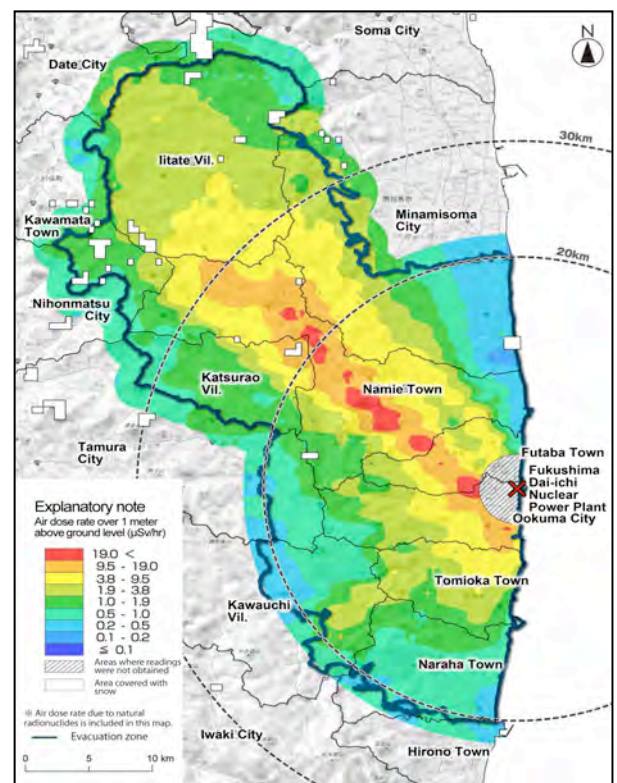 Soma City
N
Date City
30km
Iitate Vil.
Minamisoma
City
Kawamata
Town
20km
Nihonmatsu
City
Katsurao
Vil.
Namie Town
Tamura
City
Futaba Town
Fukushima
Dai-ichi
Nuclear
Power Plant
Ookuma City
Explanatory note
Air dose rate over 1 meter
above ground level (μSv/hr)
19.0 <
9.5 - 19.0
3.8 - 9.5
1.9 - 3.8
1.0 - 1.9
0.5 - 1.0
0.2 - 0.5
0.1 - 0.2
≤ 0.1
Areas where readings
were not obtained
Area covered with
snow
※ Air dose rate due to natural
radionuclides is included in this map.
Evacuation zone
0 5 10 km
Tomioka Town
Kawauchi
Vil.
Naraha Town
Iwaki City
Hirono Town